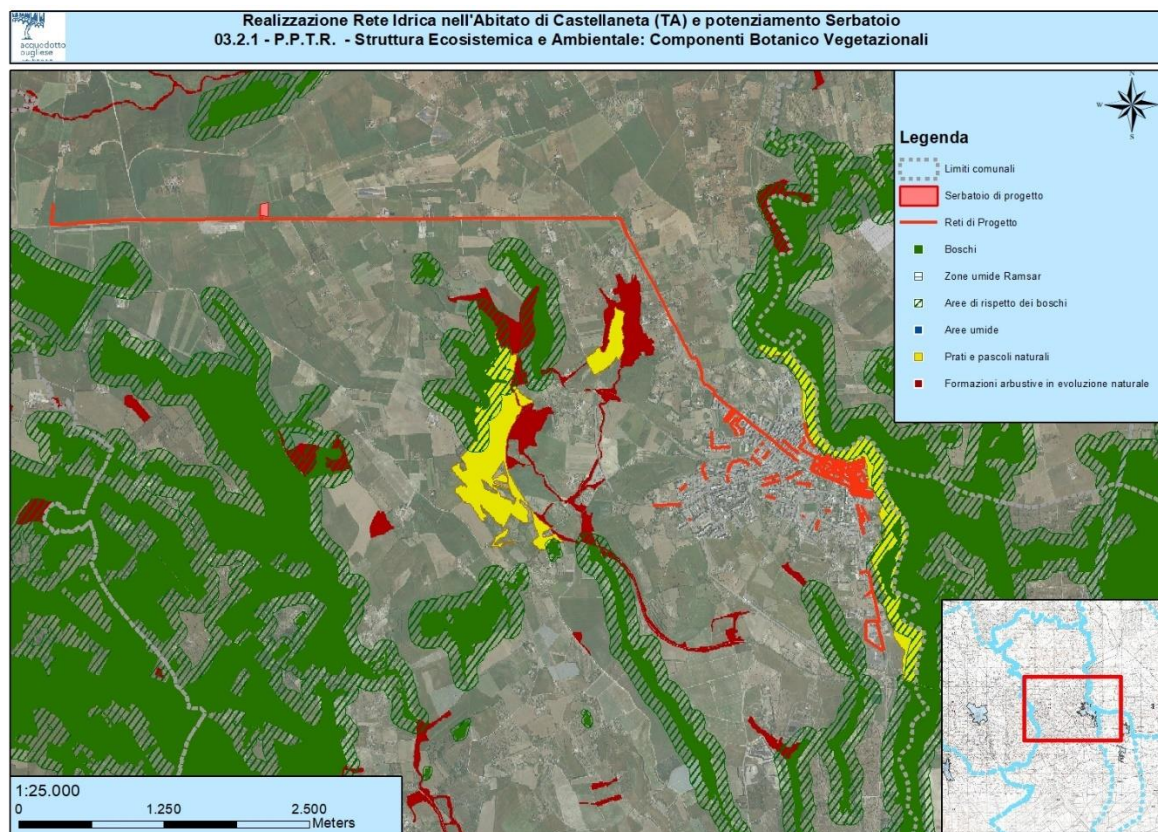 Realizzazione Rete Idrica nell'Abitato di Castellaneta (TA) e potenziamento Serbatoio
03.2.1 - P.P.T.R. - Struttura Ecosistemica e Ambientale: Componenti Botanico Vegetazionali
acquedotto
pugliese
N
W
E
S
Legenda
Limiti comunali
Serbatoio di progetto
Reti di Progetto
Boschi
Zone umide Ramsar
Aree di rispetto dei boschi
Aree umide
Prati e pascoli naturali
Formazioni arbustive in evoluzione naturale
1:25.000
0 1.250 2.500
Meters